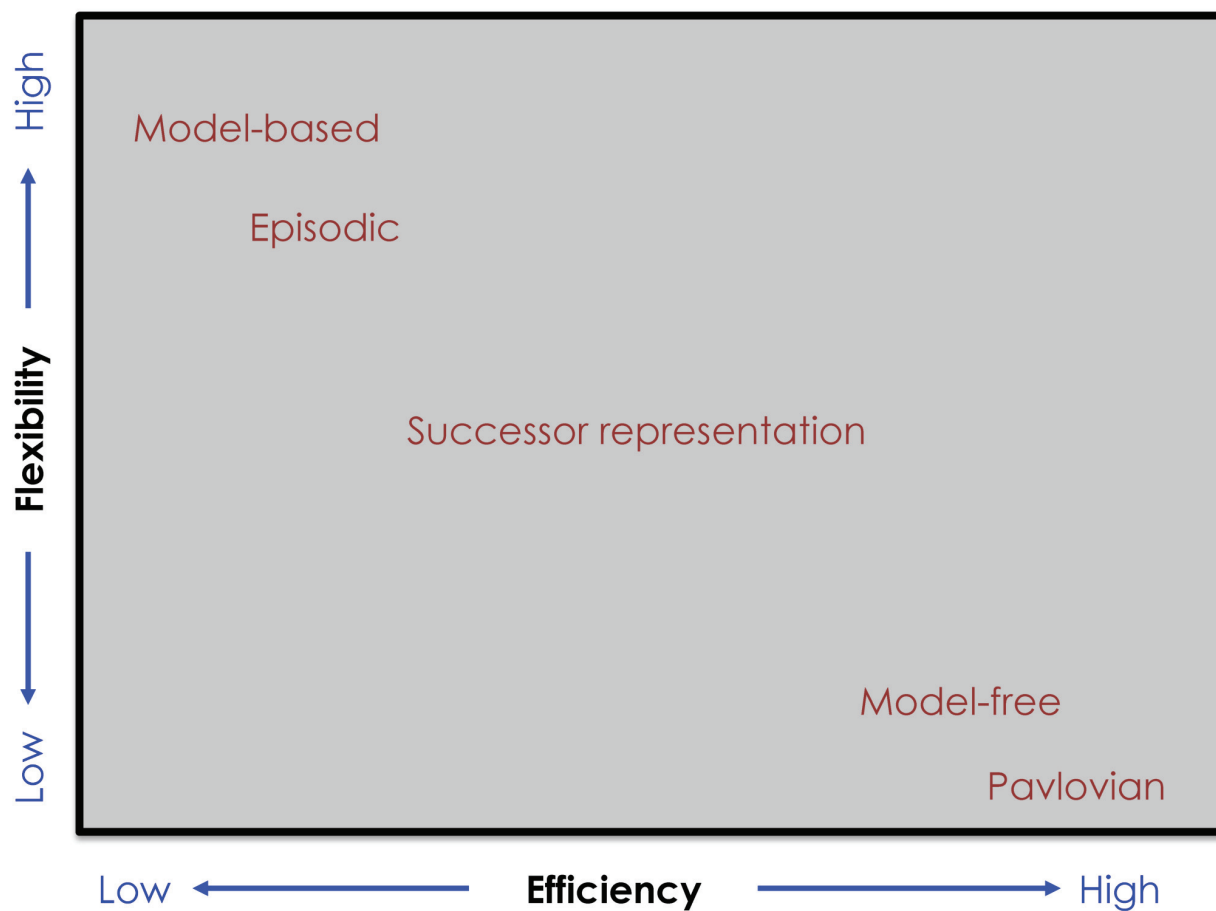 High
Flexibility
Low
Model-based
Episodic
Successor representation
Model-free
Pavlovian
Low
Efficiency
High